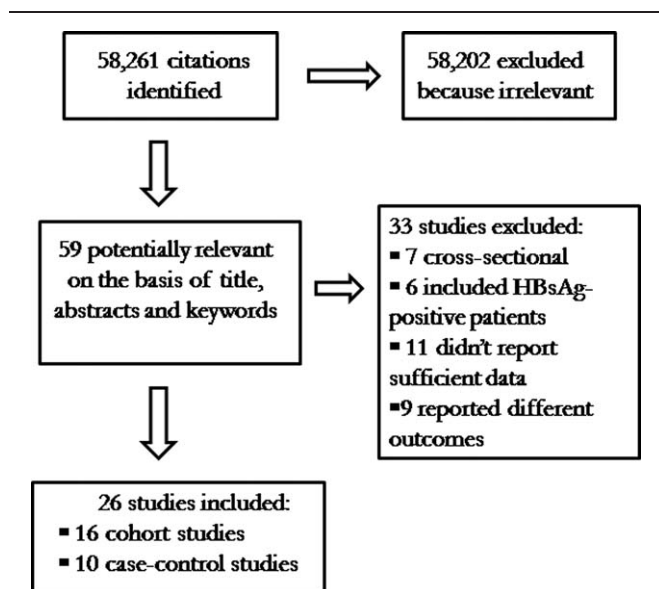 58,261 citations
identified
58,202 excluded
because irrelevant
59 potentially relevant
on the basis of title,
abstracts and keywords
33 studies excluded:
▪ 7 cross-sectional
▪ 6 included HBsAg-
positive patients
▪ 11 didn't report
sufficient data
▪9 reported different
outcomes
26 studies included:
▪ 16 cohort studies
▪ 10 case-control studies